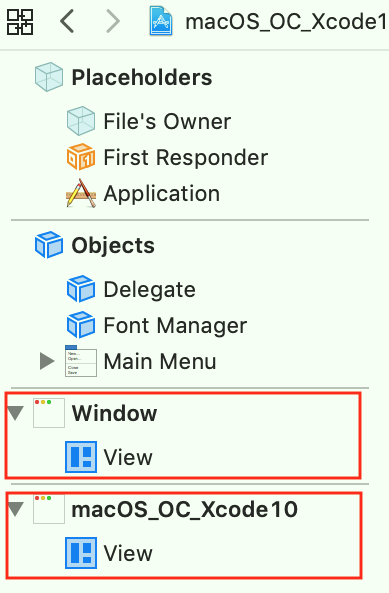 macOS_OC_Xcode1
Placeholders
File's Owner
First Responder
Application
Objects
Delegate
Font Manager
Main Menu
Window
View
macOS_OC_Xcode10
View